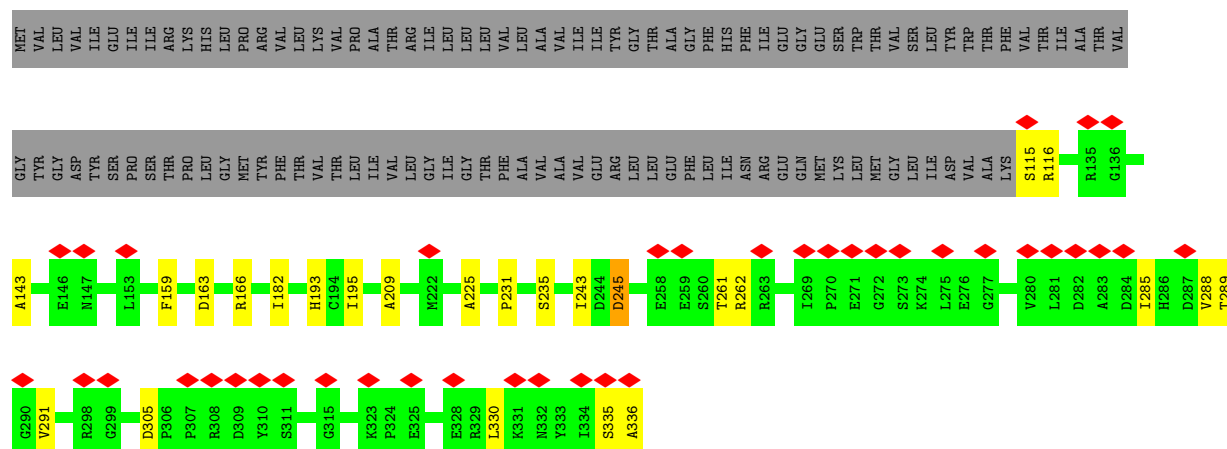 MET VAL LEU VAL ILE GLU ILE ILE ARG LYS HIS LEU PRO ARG VAL LEU LYS VAL PRO ALA THR ARG ILE LEU LEU LEU VAL LEU ALA VAL ILE ILE TYR GLY THR ALA GLY PHE HIS PHE ILE GLU GLY GLU SER TRP THR VAL SER LEU TYR TRP THR PHE VAL THR ILE ALA THR VAL
GLY TYR GLY ASP TYR SER PRO SER THR PRO LEU GLY MET TYR PHE THR VAL THR LEU ILE VAL LEU GLY ILE GLY THR PHE ALA VAL ALA VAL GLU ARG LEU LEU GLU PHE LEU ILE ASN ARG GLU GLN MET LYS LEU MET GLY LEU ILE ASP VAL ALA LYS S115 R116 R135 G136
A143 E146 N147 L153 F159 D163 R166 I182 H193 C194 I195 A209 M222 A225 P231 S235 I243 D244 D245 E258 E259 S260 T261 R262 R263 I269 P270 E271 G272 S273 K274 L275 E276 G277 V280 L281 D282 A283 D284 I285 H286 D287 V288 T289
G290 V291 R298 G299 D305 P306 P307 R308 D309 Y310 S311 G315 K323 P324 E325 E328 R329 L330 K331 N332 Y333 I334 S335 A336